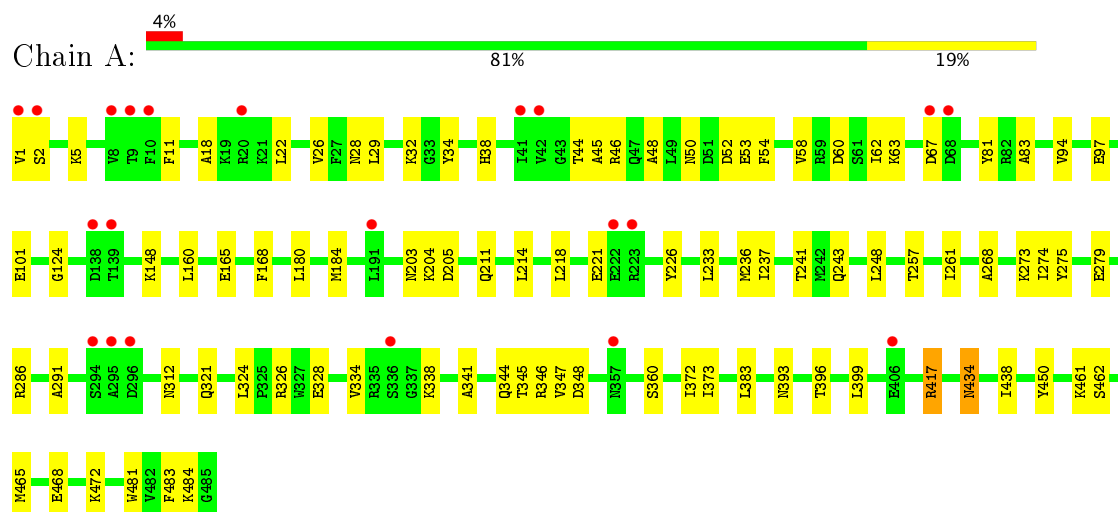 4%
Chain A:
81% 19%
V1 S2 K5 V8 T9 F10 F11 A18 K19 R20 K21 L22 V26 F27 N28 L29 K32 G33 Y34 H38 I41 V42 G43 T44 A45 R46 Q47 A48 L49 N50 D51 D52 E53 F54 V58 R59 D60 S61 I62 K63 D67 D68 Y81 R82 A83 V94 E97
E101 G124 D138 T139 K148 L160 E165 F168 L180 M184 L191 N203 K204 D205 Q211 L214 L218 E221 E222 R223 Y226 L233 M236 I237 T241 M242 Q243 L248 T257 I261 A268 K273 I274 Y275 E279
R286 A291 S294 A295 D296 N312 Q321 L324 P325 R326 W327 E328 V334 R335 S336 G337 K338 A341 Q344 T345 R346 V347 D348 N357 S360 I372 I373 L383 N393 T396 L399 E406 R417 N434 I438 Y450 K461 S462
M465 E468 K472 W481 V482 F483 K484 G485